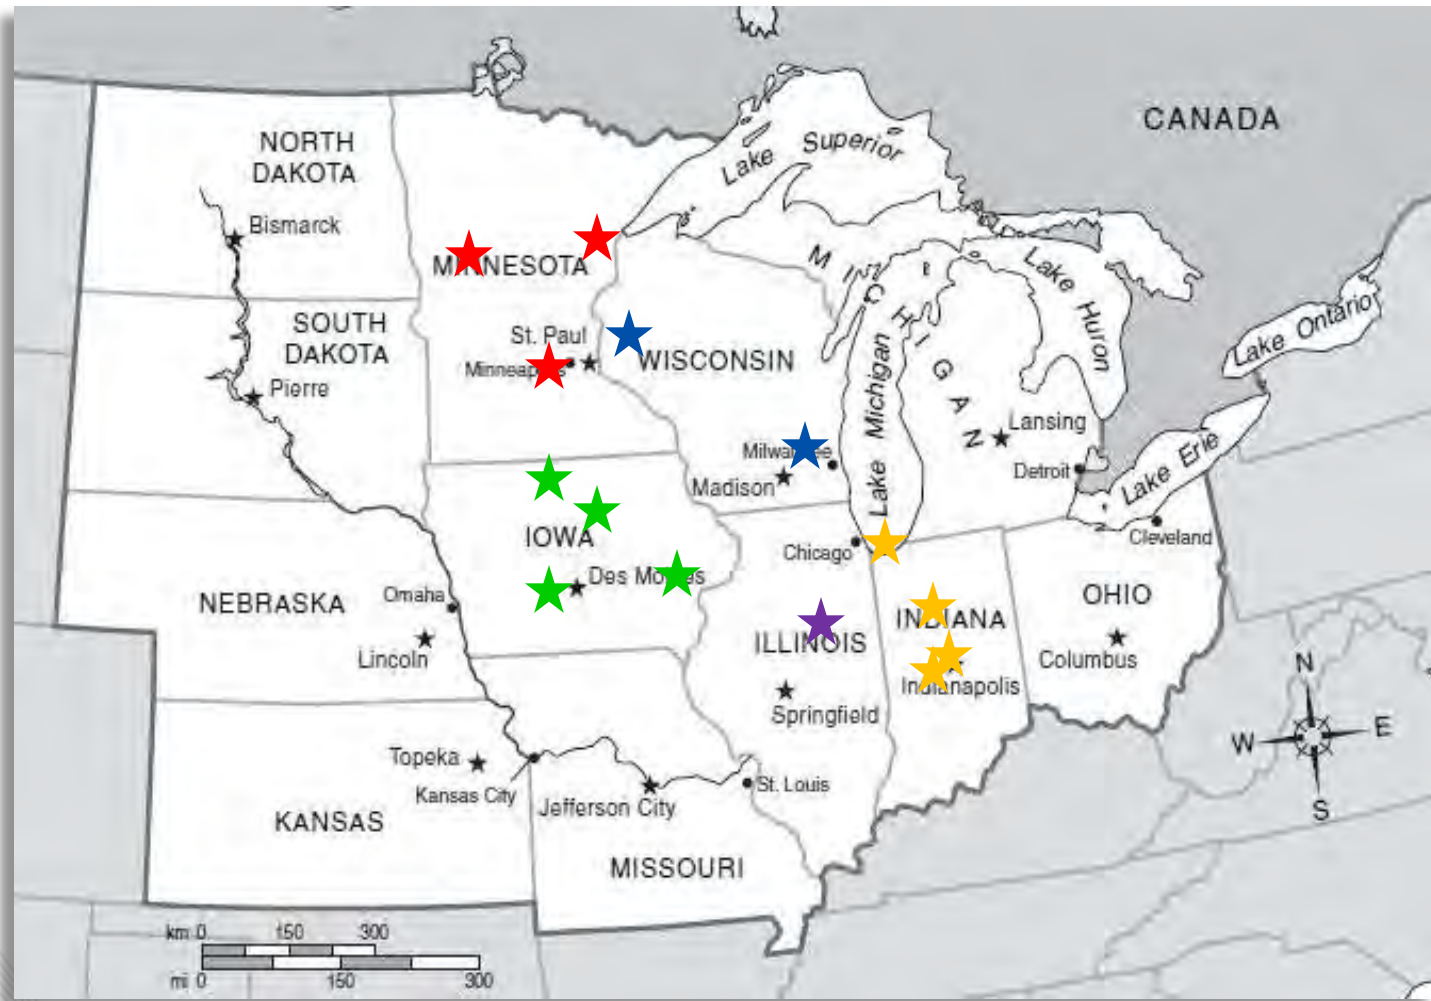 CANADA
NORTH
DAKOTA
Bismarck
Lake Superior
MINNESOTA
MICHIGAN
Lake Huron
Lake Ontario
SOUTH
DAKOTA
Pierre
St. Paul
Minneapolis
WISCONSIN
Lake Michigan
Lansing
Milwaukee
Madison
Detroit
Lake Erie
IOWA
Chicago
Cleveland
Des Moines
NEBRASKA
Omaha
Lincoln
ILLINOIS
INDIANA
OHIO
Columbus
Indianapolis
Springfield
N
W
E
S
Topeka
Kansas City
Jefferson City
St. Louis
KANSAS
MISSOURI
km 0 150 300
mi 0 150 300